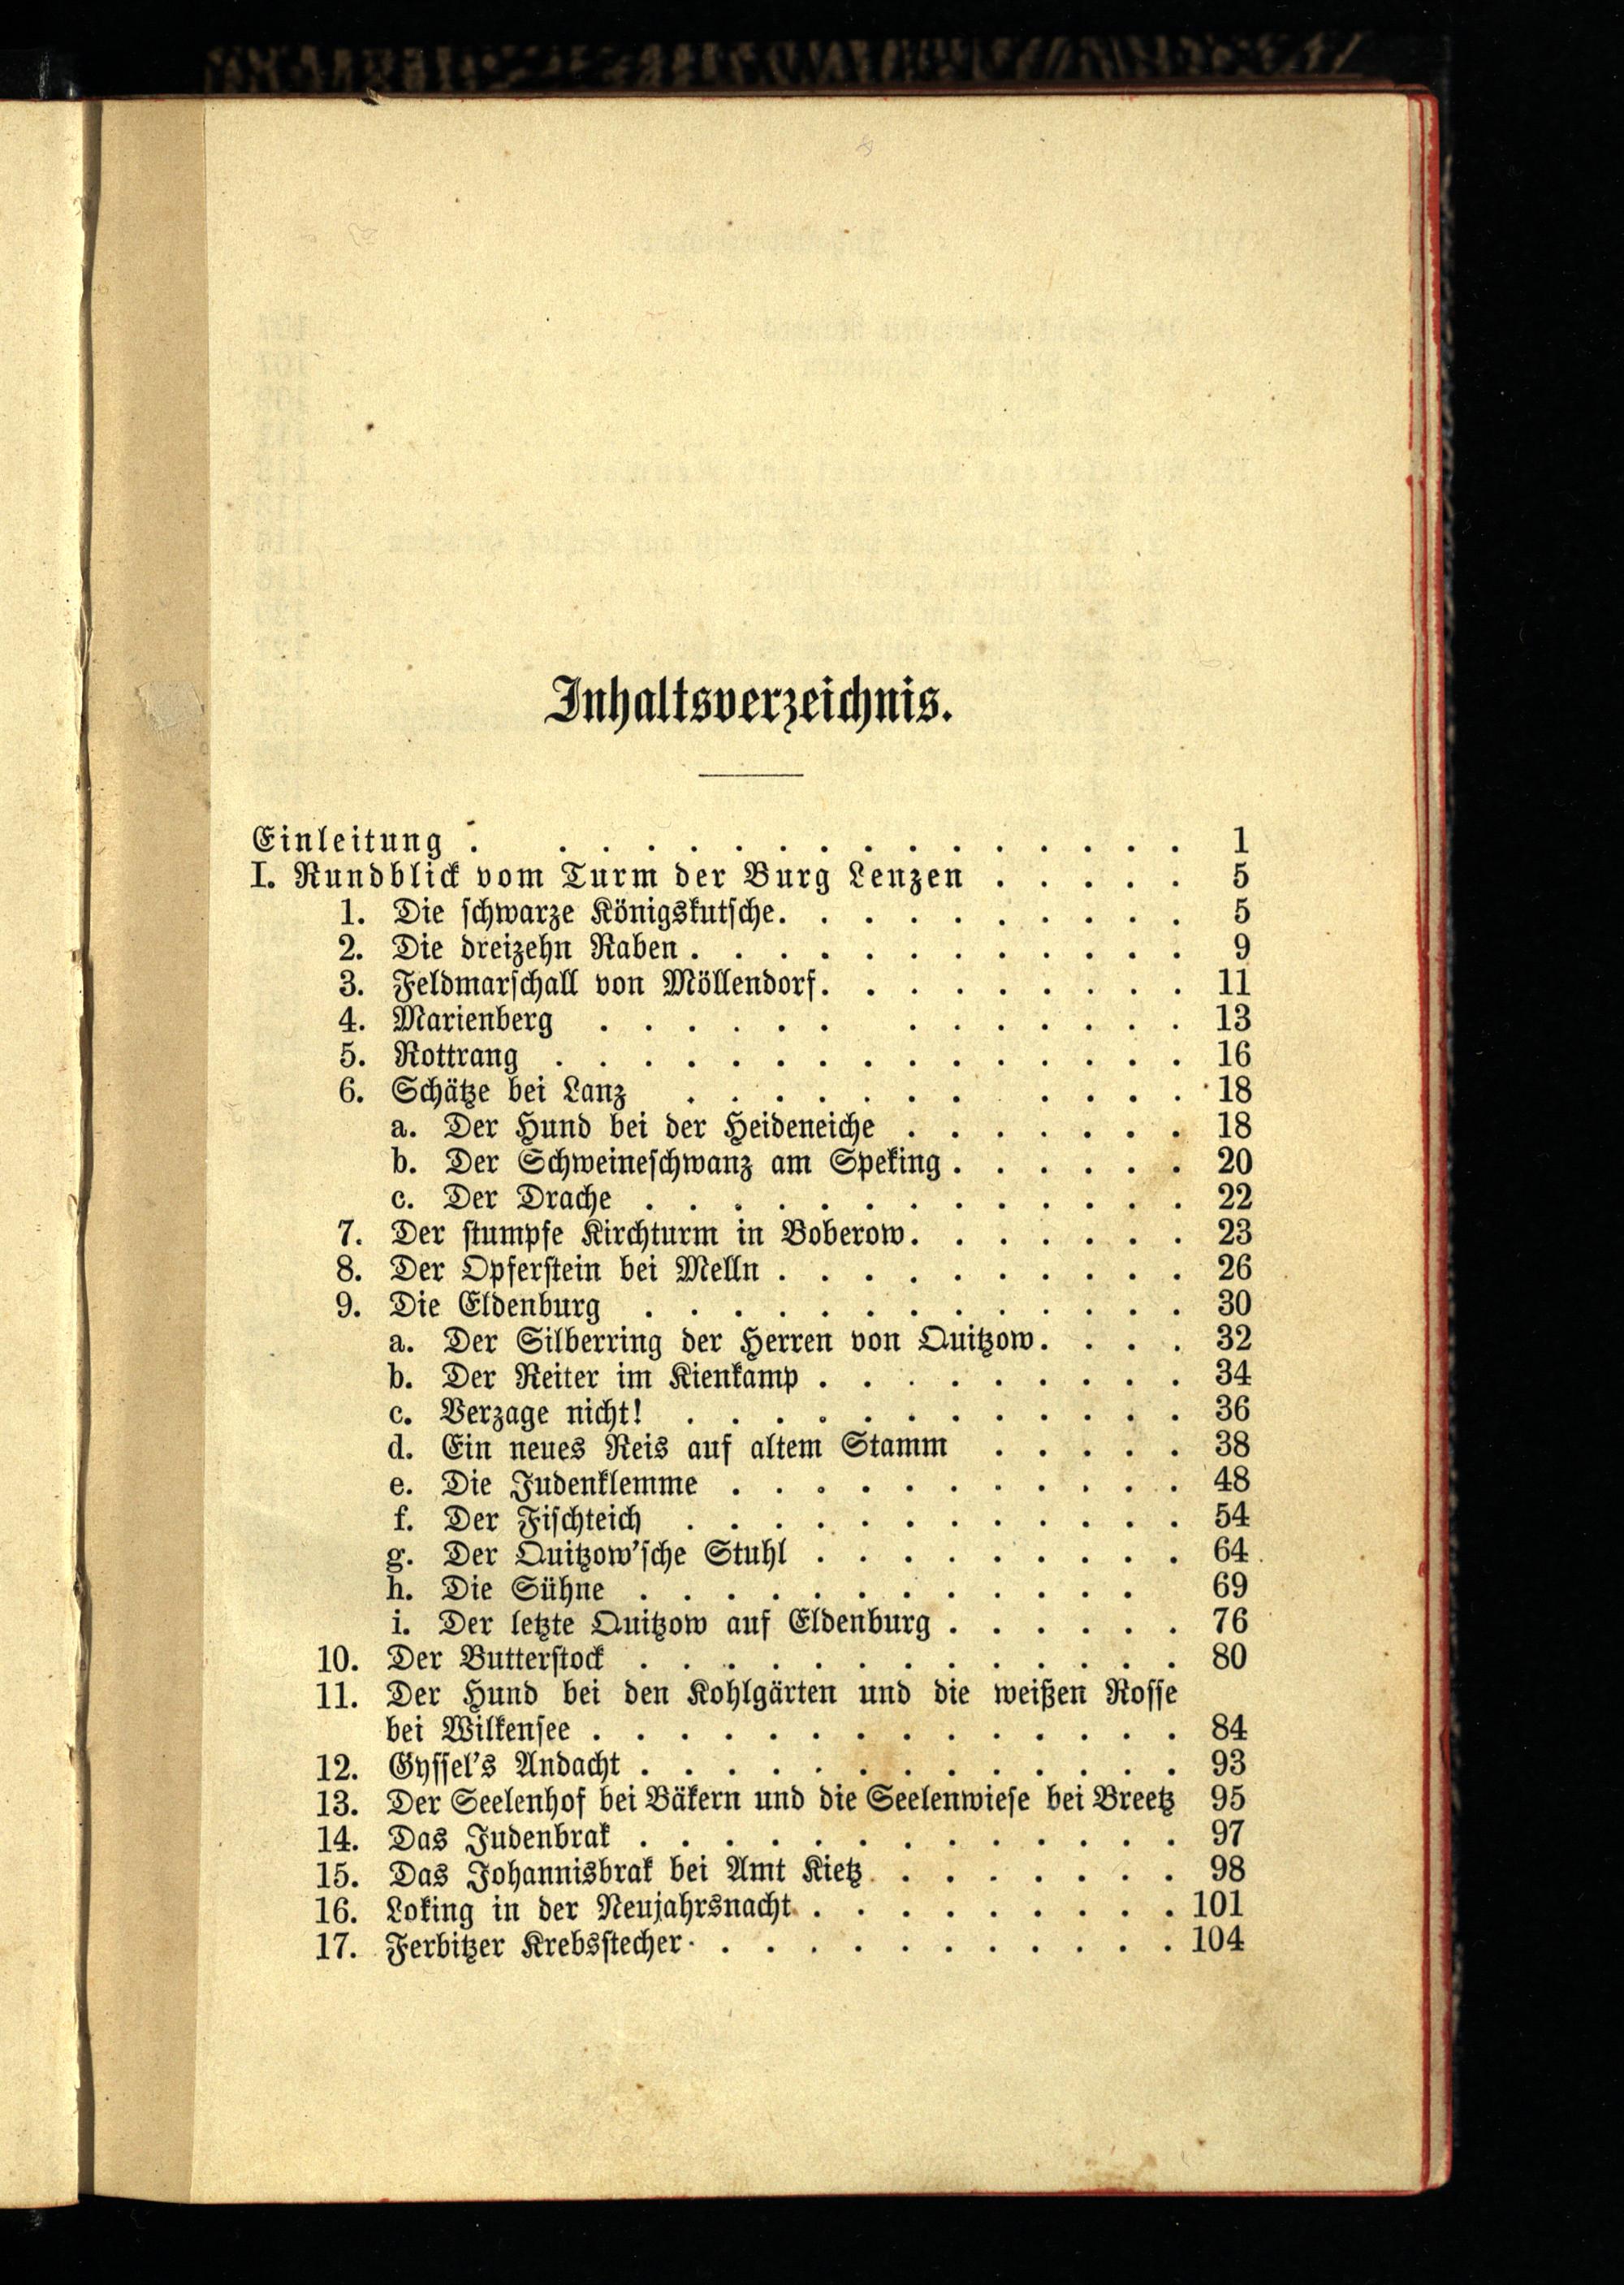 Inhaltsverzeichnis.
Einleitung . . . . . . . . . . . . . . . . 1
I. Rundblick vom Turm der Burg Lenzen . . . . . 5
1. Die schwarze Königskutsche. . . . . . . . . . 5
2. Die dreizehn Raben . . . . . . . . . . . . 9
3. Feldmarschall von Möllendorf. . . . . . . . . 11
4. Marienberg . . . . . . . . . . . . . 13
5. Rottrang . . . . . . . . . . . . . . . 16
6. Schätze bei Lanz . . . . . . . . . . . 18
a. Der Hund bei der Heideneiche . . . . . . . 18
b. Der Schweineschwanz am Speking . . . . . . 20
c. Der Drache . . . . . . . . . . . . . 22
7. Der stumpfe Kirchturm in Boberow. . . . . . . 23
8. Der Opferstein bei Melln . . . . . . . . . . 26
9. Die Eldenburg . . . . . . . . . . . . . 30
a. Der Silberring der Herren von Quitzow. . . . 32
b. Der Reiter im Kienkamp . . . . . . . . . 34
c. Verzage nicht! . . . . . . . . . . . . 36
d. Ein neues Reis auf altem Stamm . . . . . 38
e. Die Judenklemme . . . . . . . . . . . 48
f. Der Fischteich . . . . . . . . . . . . 54
g. Der Quitzow'sche Stuhl . . . . . . . . . 64
h. Die Sühne . . . . . . . . . . . . 69
i. Der letzte Quitzow auf Eldenburg . . . . . . 76
10. Der Butterstock . . . . . . . . . . . . . 80
11. Der Hund bei den Kohlgärten und die weißen Rosse
bei Wilkensee . . . . . . . . . . . . . . 84
12. Gyssel's Andacht . . . . . . . . . . . . . 93
13. Der Seelenhof bei Bäkern und die Seelenwiese bei Breetz 95
14. Das Judenbrak . . . . . . . . . . . . . 97
15. Das Johannisbrak bei Amt Kietz . . . . . . . 98
16. Loking in der Neujahrsnacht . . . . . . . . . 101
17. Ferbitzer Krebsstecher . . . . . . . . . . . 104